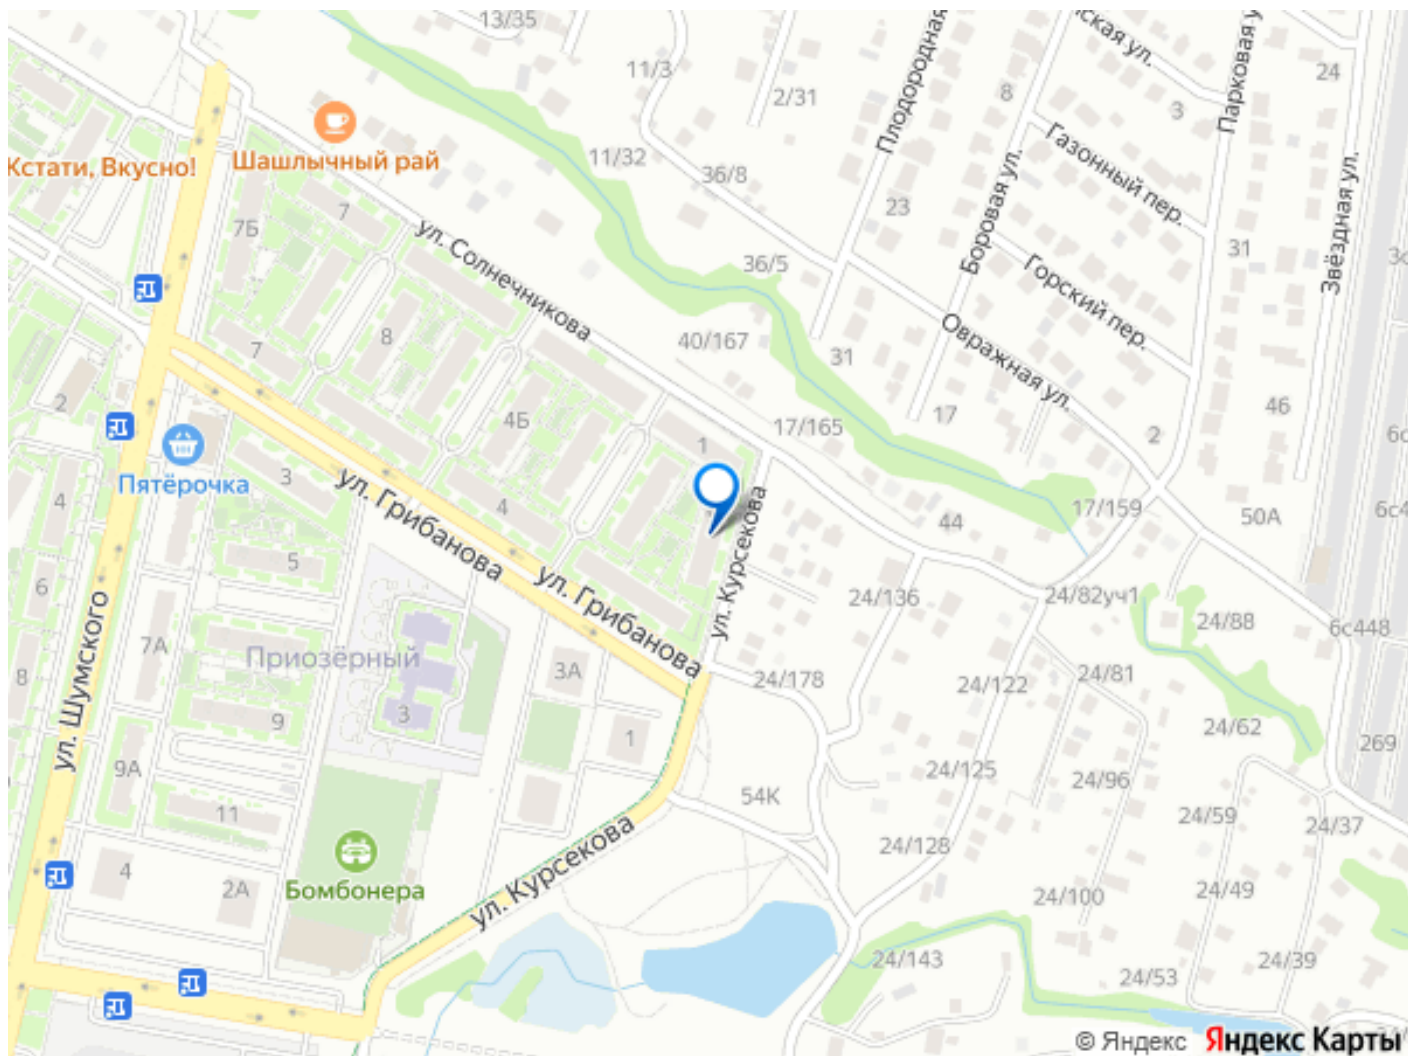 13/35
11/3
2/31
Плодородная
ская ул.
Парковая у
24
8
3
Шашлычный рай
Кстати, Вкусно!
11/32
36/8
Газонный пер.
Боровая ул.
Звёздная ул.
7
7Б
23
ул. Солнечникова
36/5
31
Горский пер.
7
8
40/167
31
Овражная ул.
2
4Б
17/165
17
2
46
1
Пятёрочка
3
4
4
ул. Грибанова
17/159
50А
44
ул. Курсекова
5
6
ул. Грибанова
24/136
24/82уч1
24/88
6с448
7А
Приозёрный
3А
8
24/178
24/122
24/81
ул. Шумского
9
3
1
24/62
269
9А
24/125
24/96
54К
11
24/59
24/37
ул. Курсекова
24/128
4
2А
Бомбонера
24/100
24/49
24/143
24/53
24/39
© Яндекс Яндекс Карты